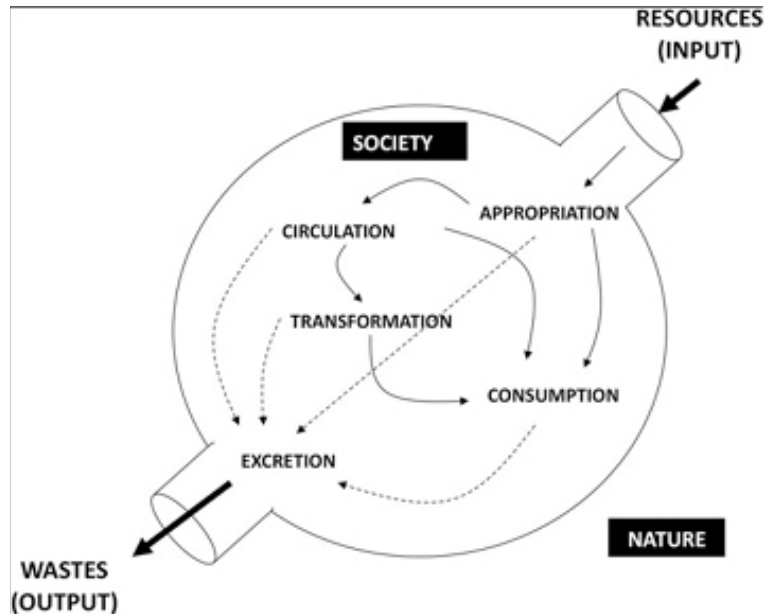 RESOURCES
(INPUT)
SOCIETY
APPROPRIATION
CIRCULATION
TRANSFORMATION
CONSUMPTION
EXCRETION
NATURE
WASTES
(OUTPUT)